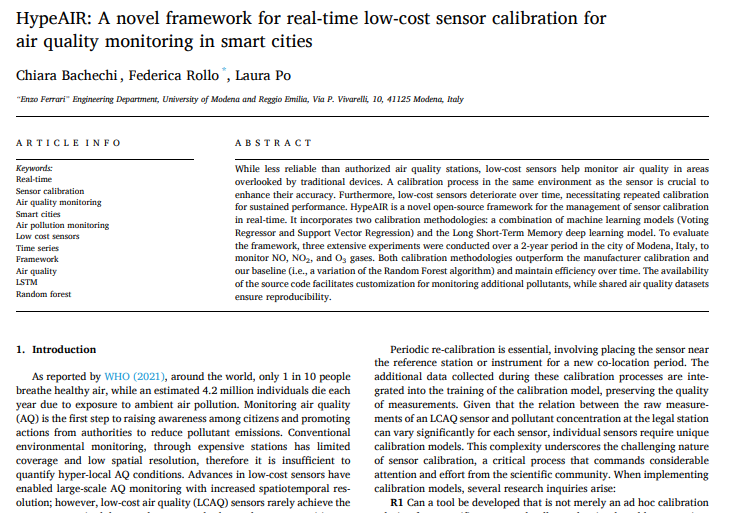 HypeAIR: A novel framework for real-time low-cost sensor calibration for
air quality monitoring in smart cities
Chiara Bachechi, Federica Rollo *, Laura Po
"Enzo Ferrari" Engineering Department, University of Modena and Reggio Emilia, Via P. Vivarelli, 10, 41125 Modena, Italy
ARTICLE INFO
Keywords:
Real-time
Sensor calibration
Air quality monitoring
Smart cities
Air pollution monitoring
Low cost sensors
Time series
Framework
Air quality
LSTM
Random forest
ABSTRACT
While less reliable than authorized air quality stations, low-cost sensors help monitor air quality in areas
overlooked by traditional devices. A calibration process in the same environment as the sensor is crucial to
enhance their accuracy. Furthermore, low-cost sensors deteriorate over time, necessitating repeated calibration
for sustained performance. HypeAIR is a novel open-source framework for the management of sensor calibration
in real-time. It incorporates two calibration methodologies: a combination of machine learning models (Voting
Regressor and Support Vector Regression) and the Long Short-Term Memory deep learning model. To evaluate
the framework, three extensive experiments were conducted over a 2-year period in the city of Modena, Italy, to
monitor NO, NO₂, and O₃ gases. Both calibration methodologies outperform the manufacturer calibration and
our baseline (i.e., a variation of the Random Forest algorithm) and maintain efficiency over time. The availability
of the source code facilitates customization for monitoring additional pollutants, while shared air quality datasets
ensure reproducibility.
1. Introduction
As reported by WHO (2021), around the world, only 1 in 10 people
breathe healthy air, while an estimated 4.2 million individuals die each
year due to exposure to ambient air pollution. Monitoring air quality
(AQ) is the first step to raising awareness among citizens and promoting
actions from authorities to reduce pollutant emissions. Conventional
environmental monitoring, through expensive stations has limited
coverage and low spatial resolution, therefore it is insufficient to
quantify hyper-local AQ conditions. Advances in low-cost sensors have
enabled large-scale AQ monitoring with increased spatiotemporal res-
olution; however, low-cost air quality (LCAQ) sensors rarely achieve the
Periodic re-calibration is essential, involving placing the sensor near
the reference station or instrument for a new co-location period. The
additional data collected during these calibration processes are inte-
grated into the training of the calibration model, preserving the quality
of measurements. Given that the relation between the raw measure-
ments of an LCAQ sensor and pollutant concentration at the legal station
can vary significantly for each sensor, individual sensors require unique
calibration models. This complexity underscores the challenging nature
of sensor calibration, a critical process that commands considerable
attention and effort from the scientific community. When implementing
calibration models, several research inquiries arise:
R1 Can a tool be developed that is not merely an ad hoc calibration